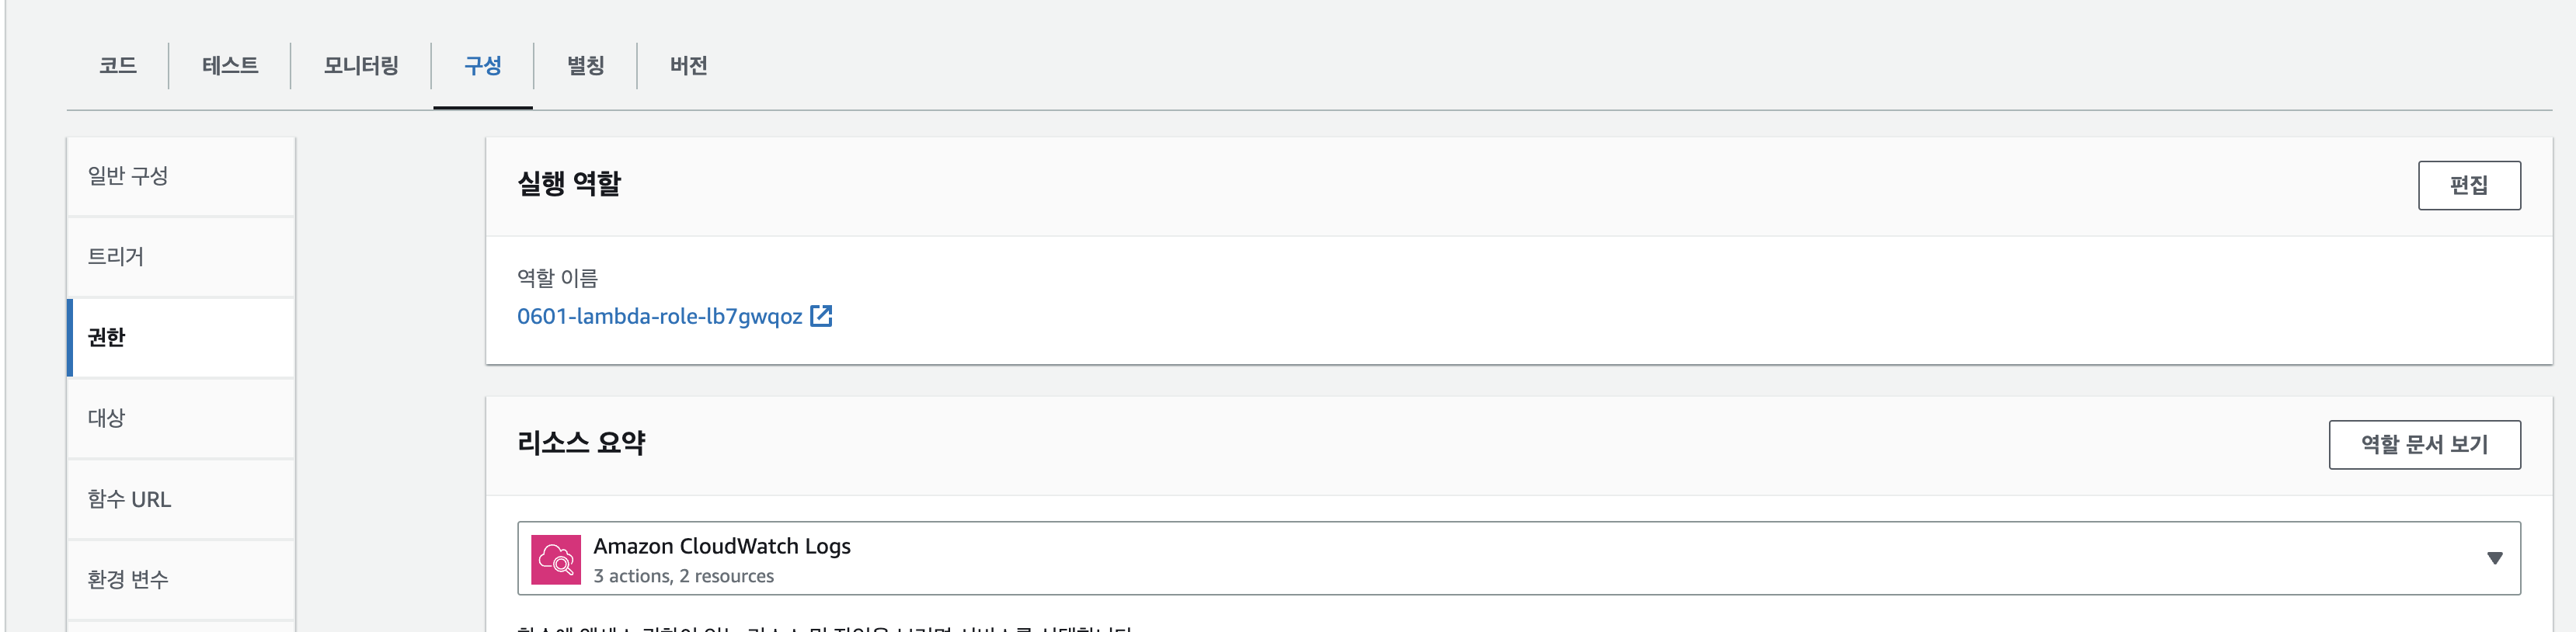 코드 테스트 모니터링 구성 별칭 버전
일반 구성
트리거
권한
대상
함수 URL
환경 변수
실행 역할
편집
역할 이름
0601-lambda-role-lb7gwqoz
리소스 요약
역할 문서 보기
Amazon CloudWatch Logs
3 actions, 2 resources